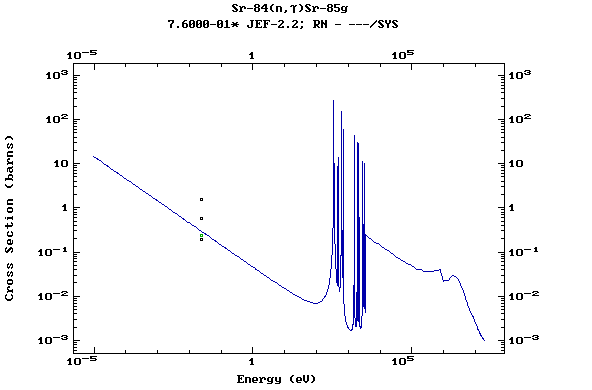 Sr-84(n,γ)Sr-85g
7.6000-01* JEF-2.2; RN - ---/SYS
10⁻⁵ 1 10⁵
10³ 10³
10² 10²
10 10
1 1
10⁻¹ 10⁻¹
10⁻² 10⁻²
10⁻³ 10⁻³
10⁻⁵ 1 10⁵
Cross Section (barns)
Energy (eV)